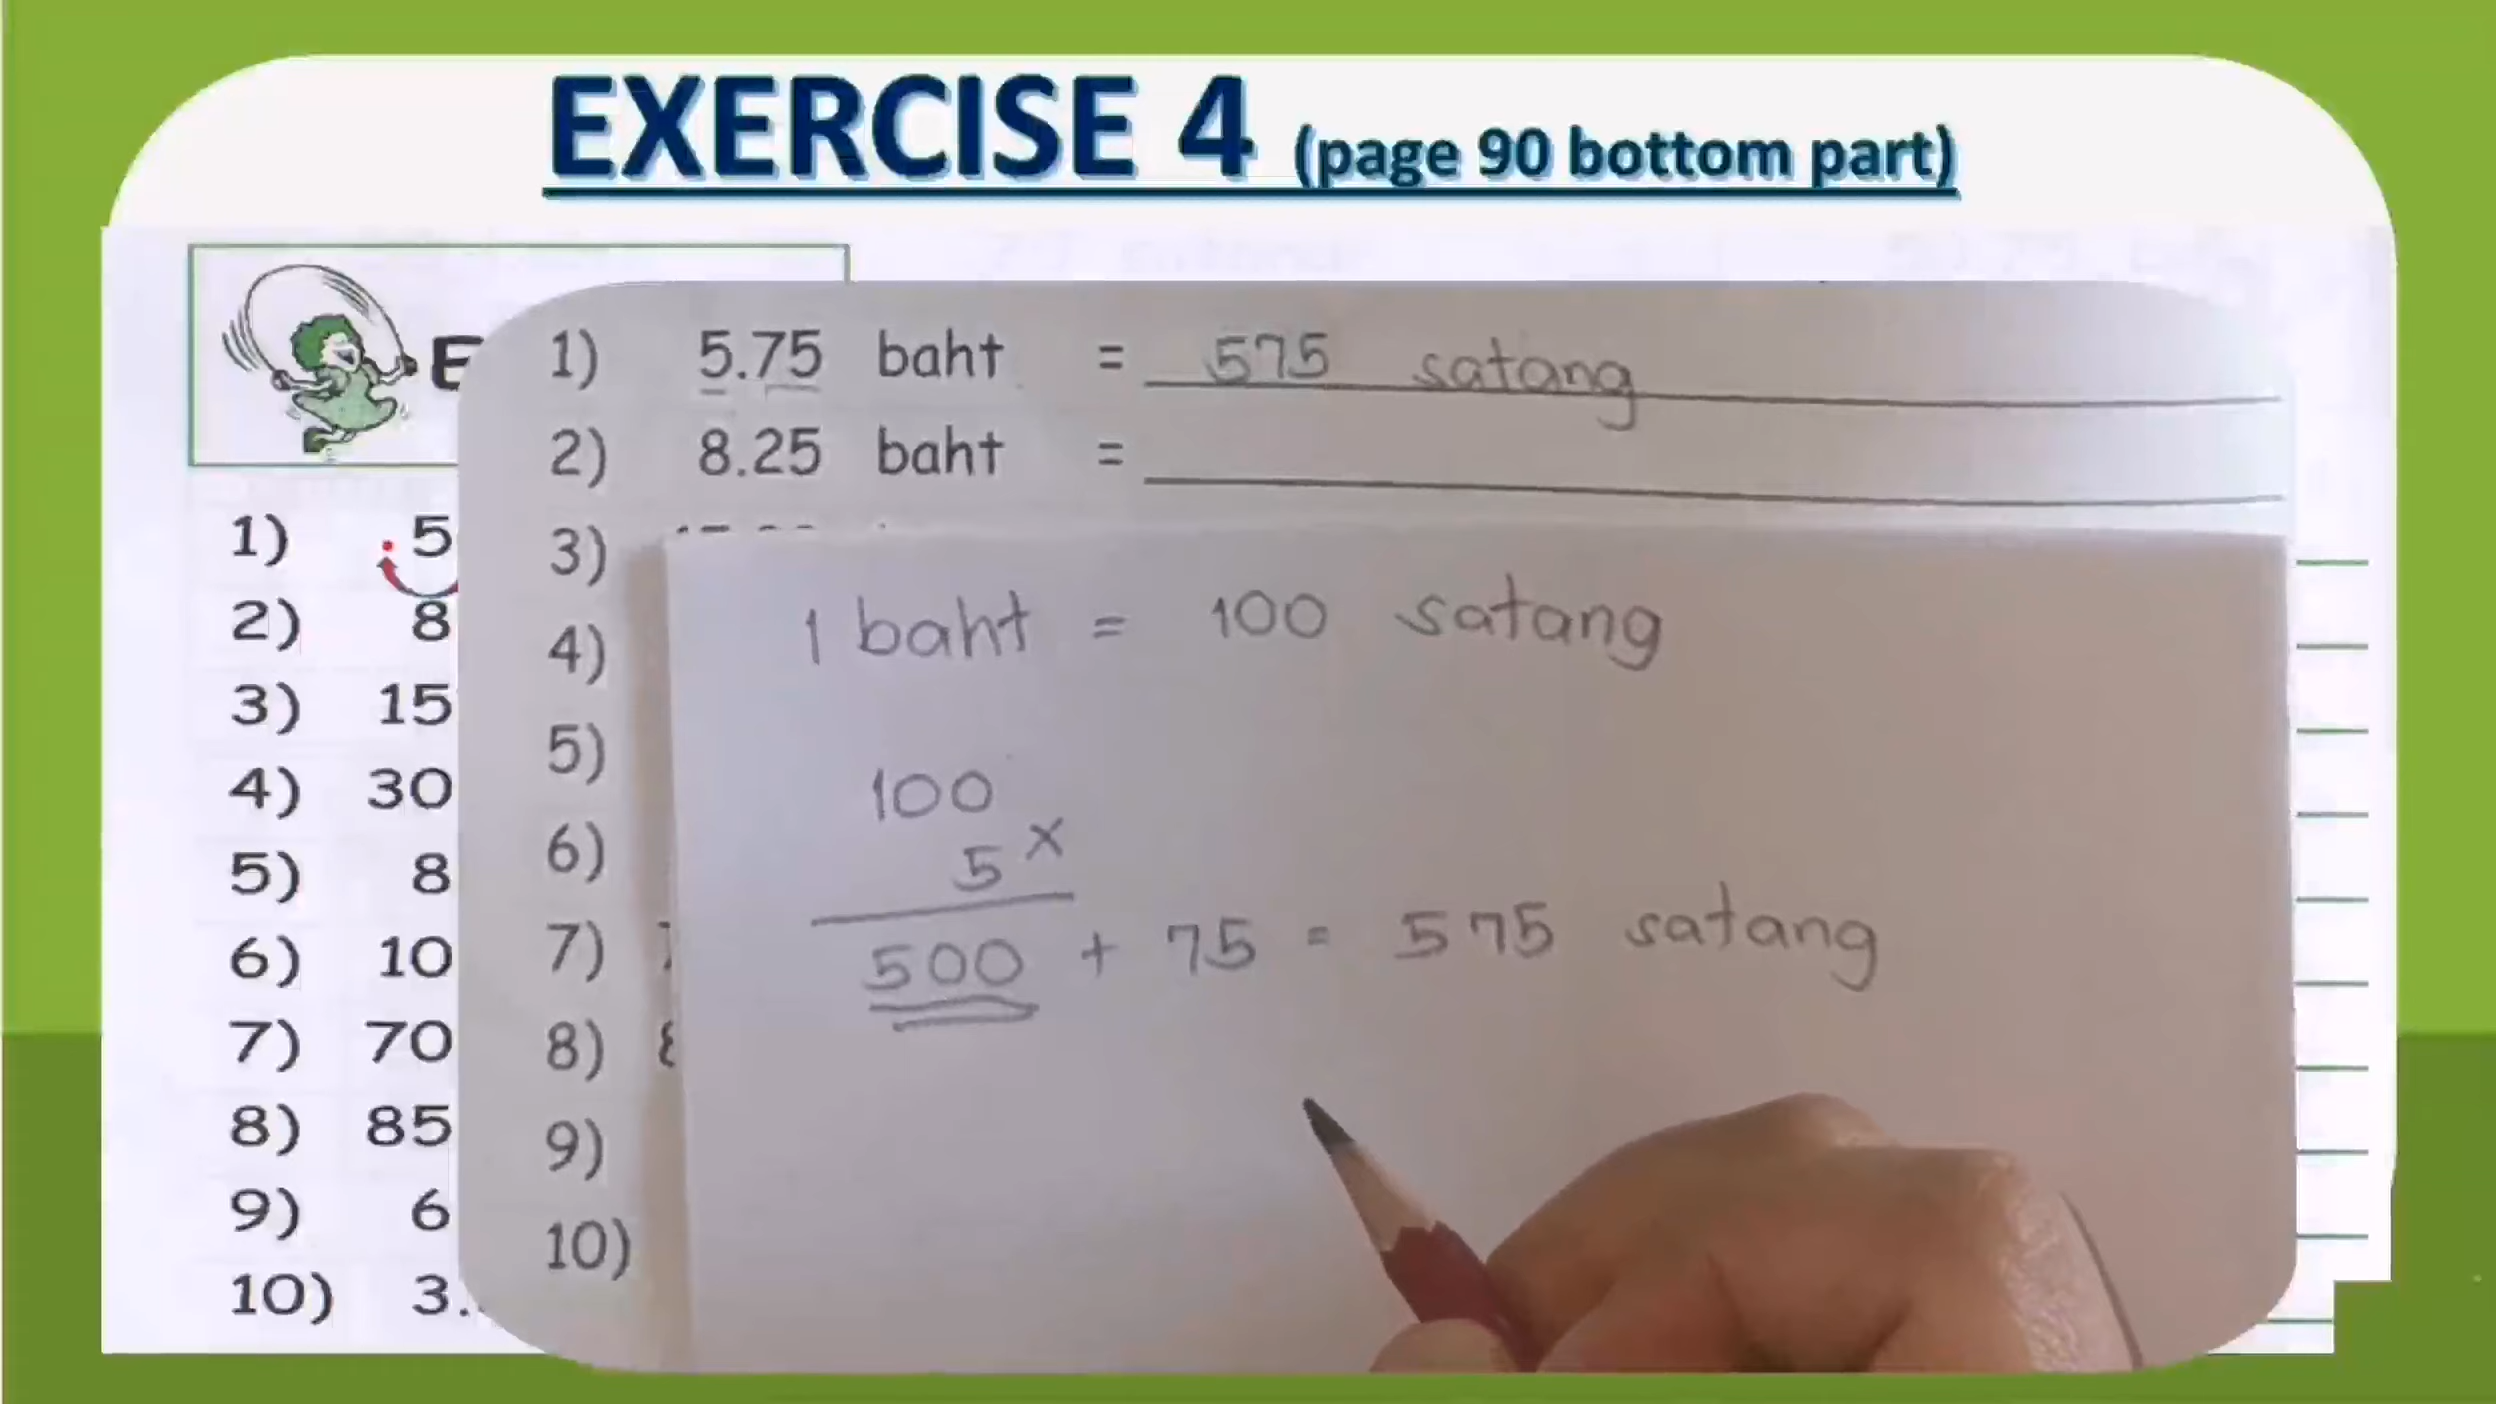 EXERCISE 4 (page 90 bottom part)
E
1) .5
2) 8
3) 15
4) 30
5) 8
6) 10
7) 70
8) 85
9) 6
10) 3.
1) 5.75 baht = 575 satang
2) 8.25 baht =
3)
4)
5)
6)
7)
8)
9)
10)
1 baht = 100 satang
100
5 x
500 + 75 = 575 satang